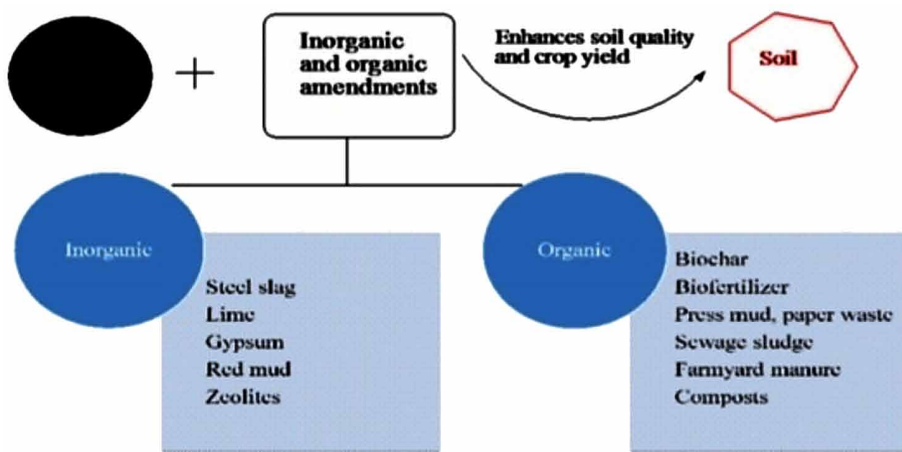 Inorganic
and organic
amendments
Enhances soil quality
and crop yield
Soil
Inorganic
Steel slag
Lime
Gypsum
Red mud
Zeolites
Organic
Biochar
Biofertilizer
Press mud, paper waste
Sewage sludge
Farmyard manure
Composts